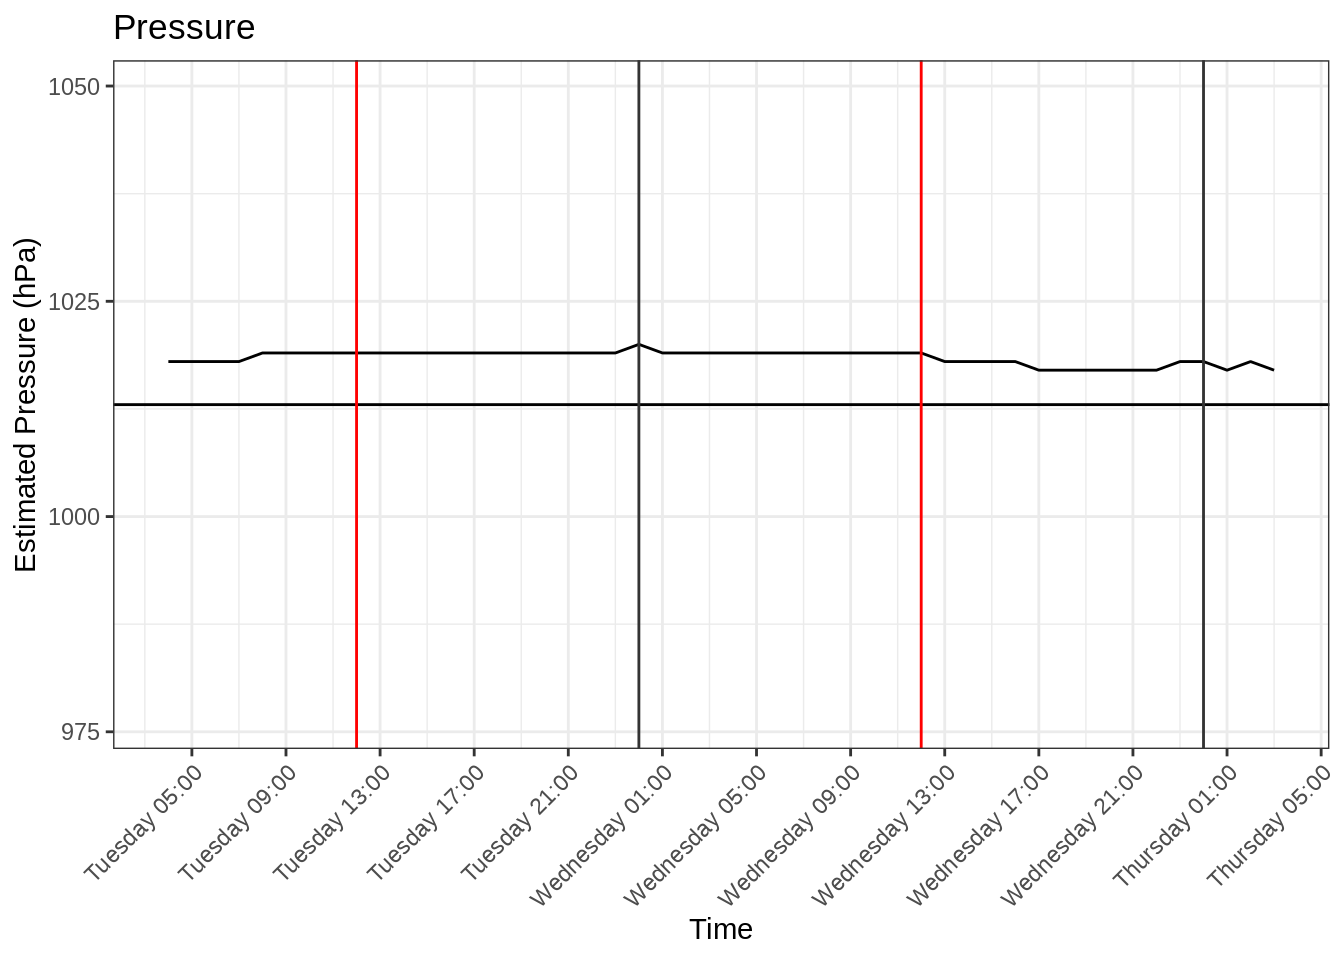 Pressure
Estimated Pressure (hPa)
1050
1025
1000
975
Tuesday 05:00
Tuesday 09:00
Tuesday 13:00
Tuesday 17:00
Tuesday 21:00
Wednesday 01:00
Wednesday 05:00
Wednesday 09:00
Wednesday 13:00
Wednesday 17:00
Wednesday 21:00
Thursday 01:00
Thursday 05:00
Time